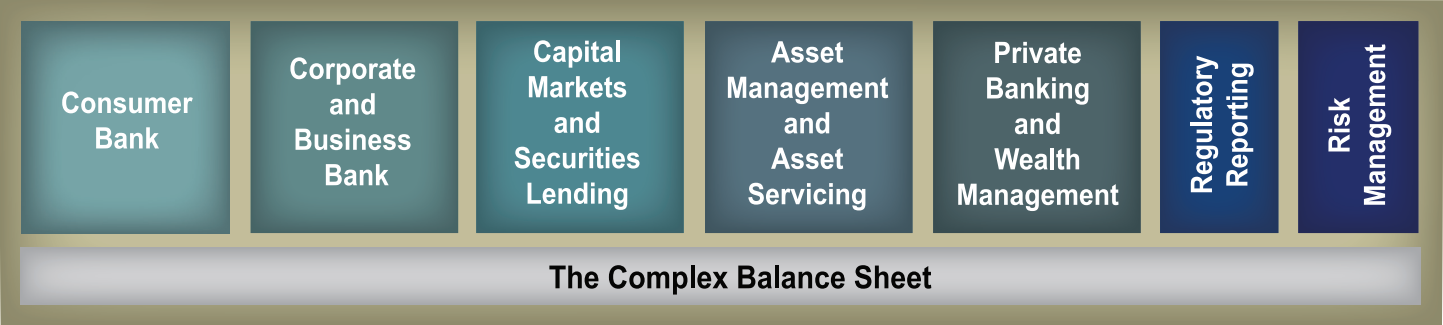 Consumer
Bank
Corporate
and
Business
Bank
Capital
Markets
and
Securities
Lending
Asset
Management
and
Asset
Servicing
Private
Banking
and
Wealth
Management
Regulatory
Reporting
Risk
Management
The Complex Balance Sheet